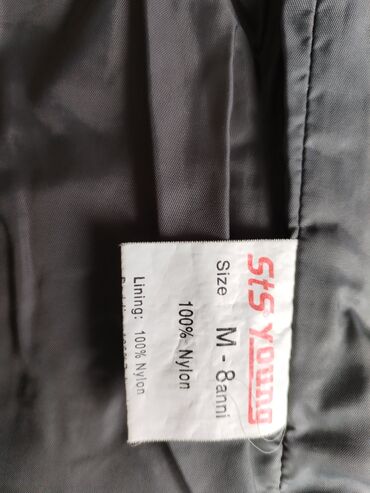 Sts young
Size M - 8anni
100% Nylon
Lining: 100% Nylon